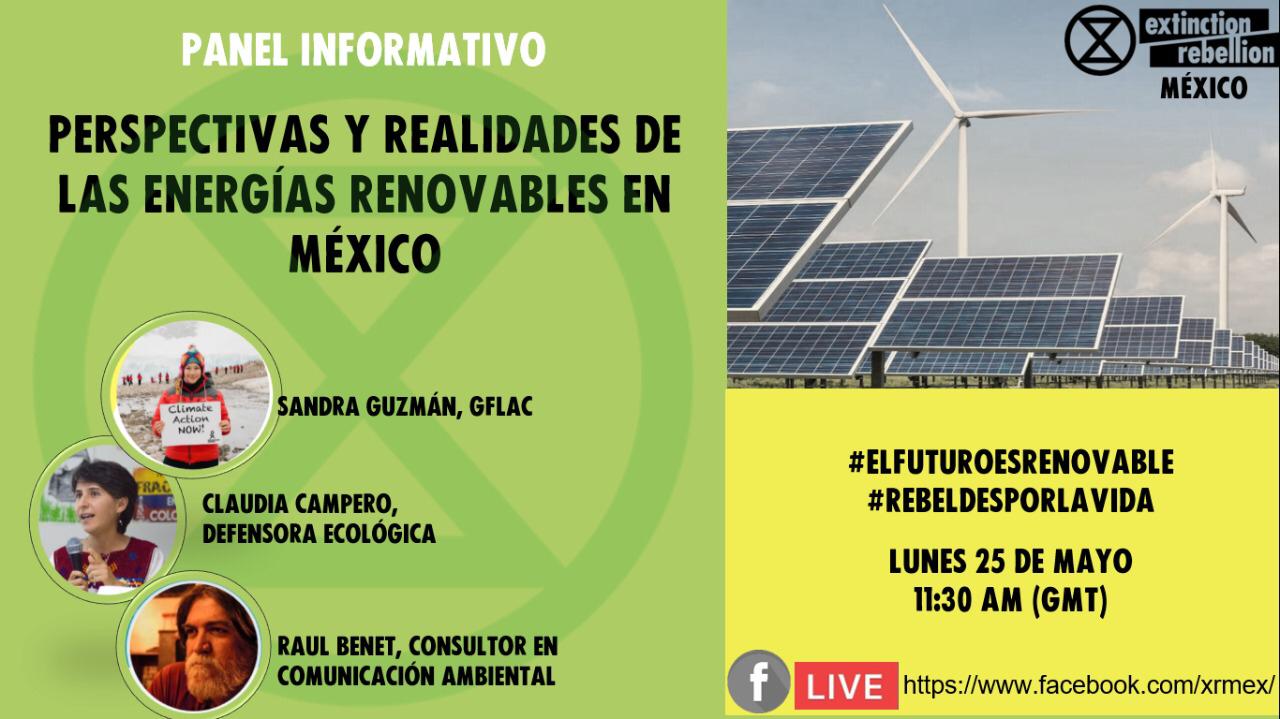 PANEL INFORMATIVO
PERSPECTIVAS Y REALIDADES DE
LAS ENERGÍAS RENOVABLES EN
MÉXICO
Climate
Action
NOW!
SANDRA GUZMÁN, GFLAC
FRAC
COLO
CLAUDIA CAMPERO,
DEFENSORA ECOLÓGICA
RAUL BENET, CONSULTOR EN
COMUNICACIÓN AMBIENTAL
extinction
rebellion
MÉXICO
#ELFUTUROESRENOVABLE
#REBELDESPORLAVIDA
LUNES 25 DE MAYO
11:30 AM (GMT)
f LIVE https://www.facebook.com/xrmex/